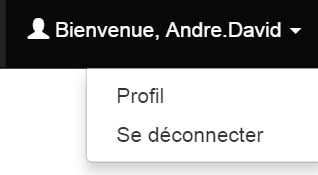 Bienvenue, Andre.David
Profil
Se déconnecter